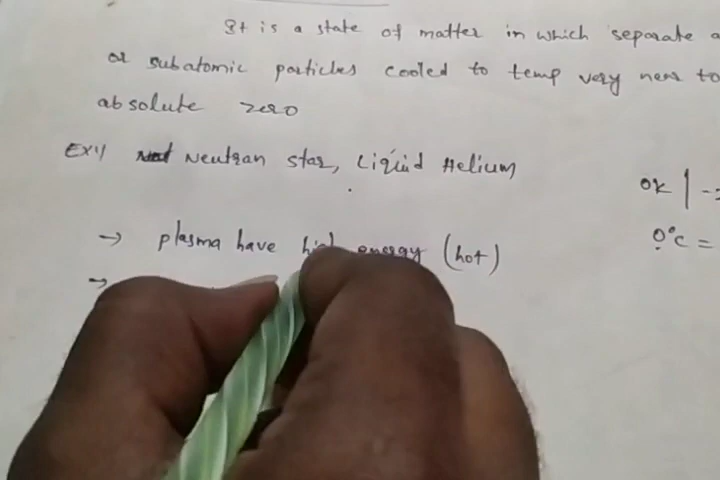 It is a state of matter in which separate
or subatomic particles cooled to temp very near to
absolute zero
Neutran star, Liquid Helium
0k | -
0°c =
→ plasma have high energy (hot)
→